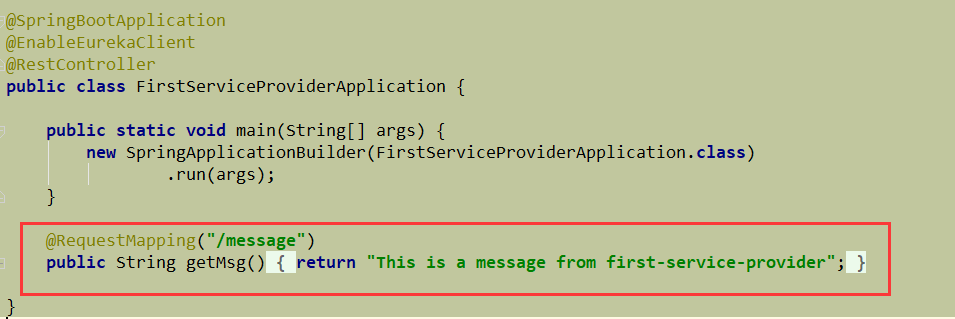 @SpringBootApplication
@EnableEurekaClient
@RestController
public class FirstServiceProviderApplication {
public static void main(String[] args) {
new SpringApplicationBuilder(FirstServiceProviderApplication.class)
.run(args);
}
@RequestMapping("/message")
public String getMsg() { return "This is a message from first-service-provider"; }
}